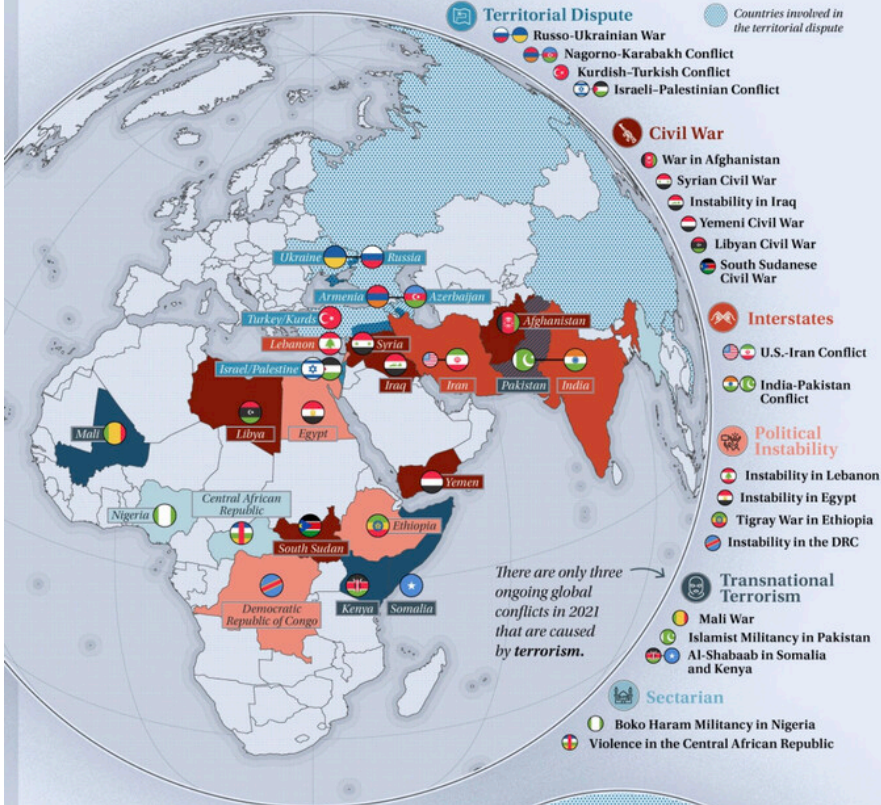 Territorial Dispute
Countries involved in
the territorial dispute
Russo-Ukrainian War
Nagorno-Karabakh Conflict
Kurdish-Turkish Conflict
Israeli-Palestinian Conflict
Civil War
War in Afghanistan
Syrian Civil War
Instability in Iraq
Yemeni Civil War
Libyan Civil War
South Sudanese
Civil War
Interstates
U.S.-Iran Conflict
India-Pakistan
Conflict
Political
Instability
Instability in Lebanon
Instability in Egypt
Tigray War in Ethiopia
Instability in the DRC
There are only three
ongoing global
conflicts in 2021
that are caused
by terrorism.
Transnational
Terrorism
Mali War
Islamist Militancy in Pakistan
Al-Shabaab in Somalia
and Kenya
Sectarian
Boko Haram Militancy in Nigeria
Violence in the Central African Republic
Ukraine
Russia
Armenia
Azerbaijan
Turkey/Kurds
Lebanon
Syria
Afghanistan
Israel/Palestine
Iraq
Iran
Pakistan
India
Mali
Libya
Egypt
Yemen
Nigeria
Central African
Republic
South Sudan
Ethiopia
Democratic
Republic of Congo
Kenya
Somalia